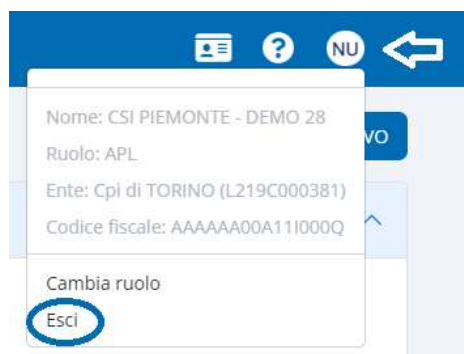 ? NU
Nome: CSI PIEMONTE - DEMO 28
VO
Ruolo: APL
Ente: Cpi di TORINO (L219C000381)
Codice fiscale: AAAAAA00A11I000Q
Cambia ruolo
Esci